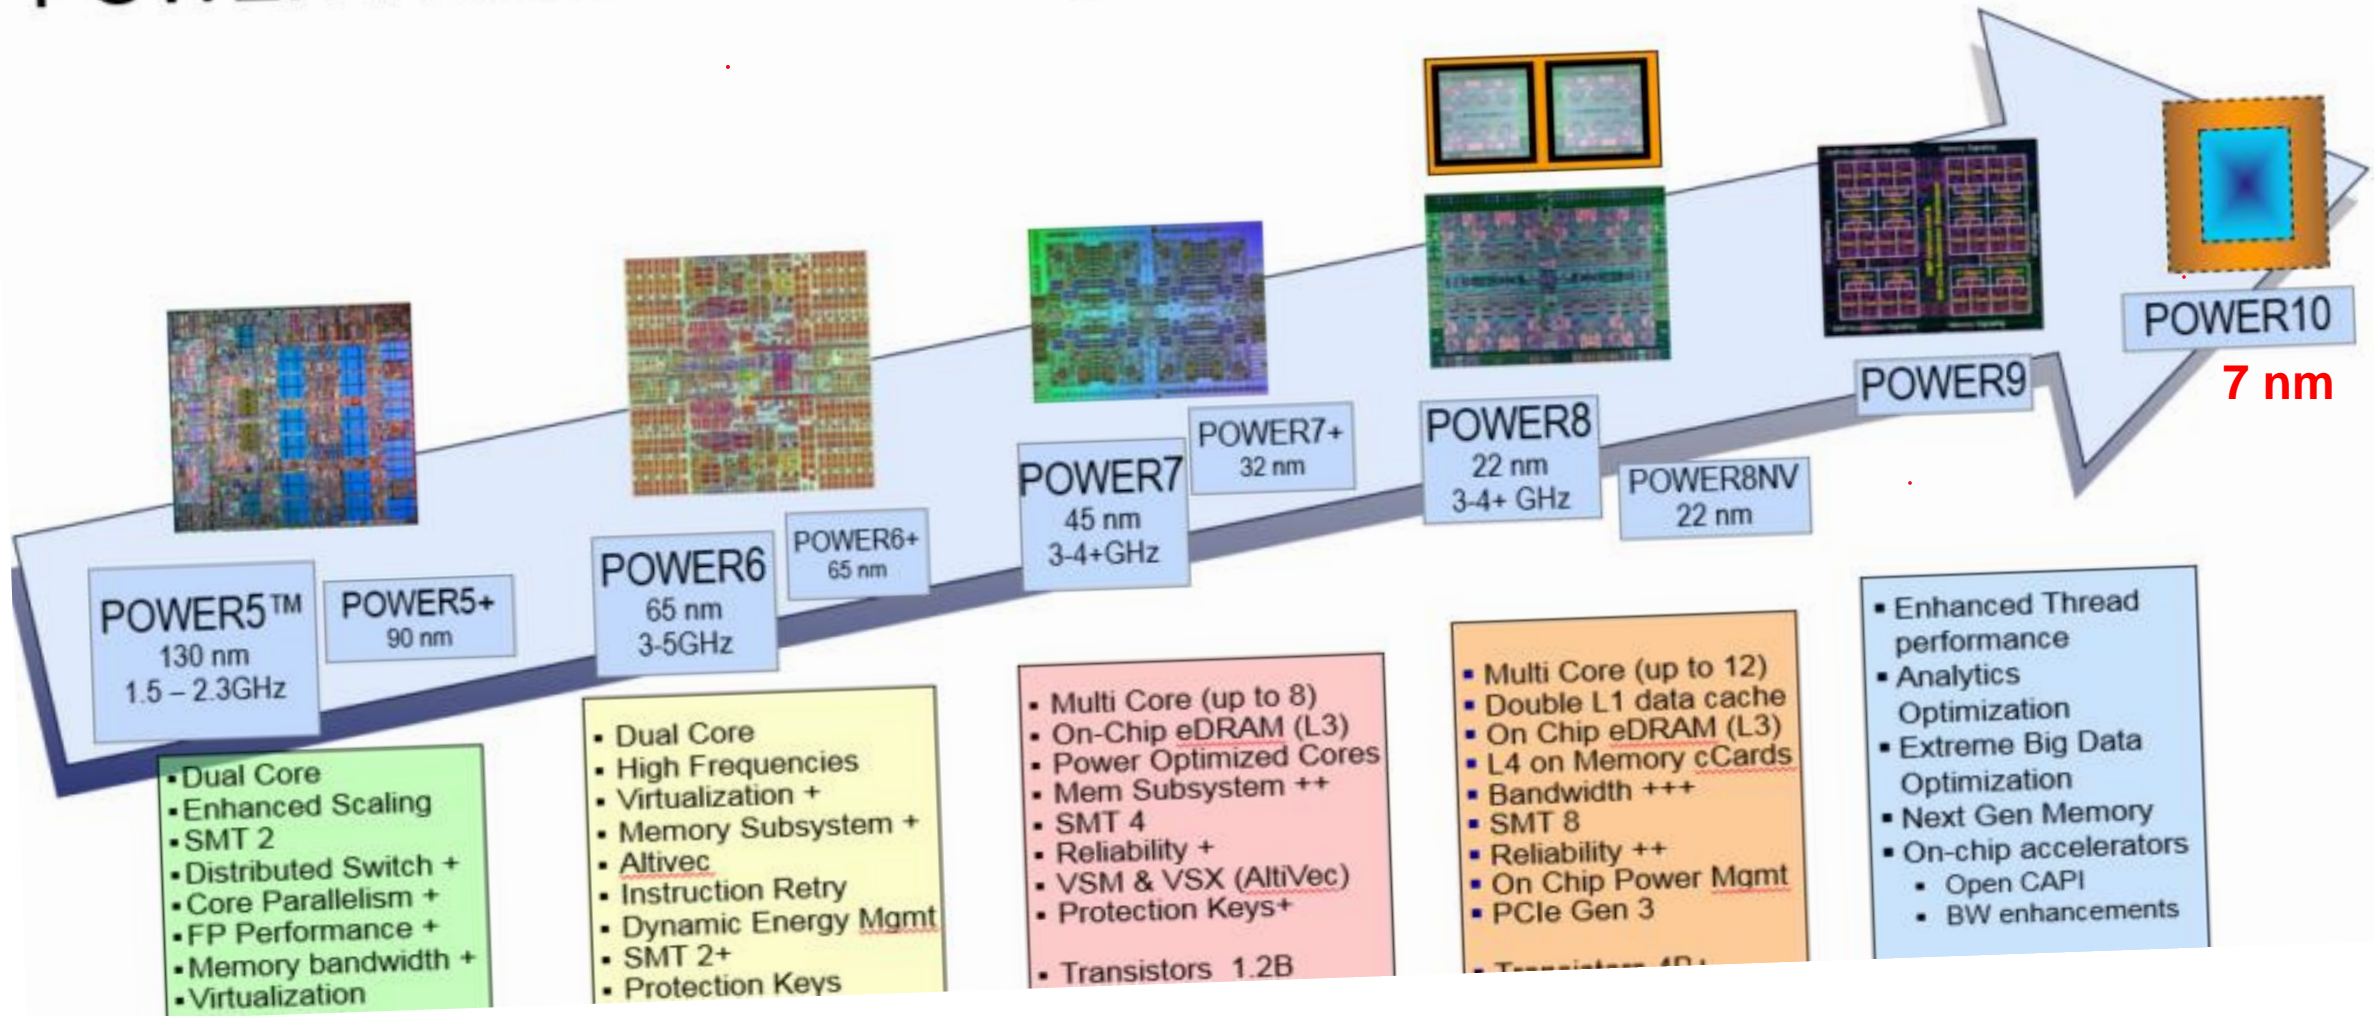 POWER5™
130 nm
1.5 – 2.3GHz
POWER5+
90 nm
POWER6
65 nm
3-5GHz
POWER6+
65 nm
POWER7
45 nm
3-4+GHz
POWER7+
32 nm
POWER8
22 nm
3-4+ GHz
POWER8NV
22 nm
POWER9
POWER10
7 nm
▪ Dual Core
▪ Enhanced Scaling
▪ SMT 2
▪ Distributed Switch +
▪ Core Parallelism +
▪ FP Performance +
▪ Memory bandwidth +
▪ Virtualization
▪ Dual Core
▪ High Frequencies
▪ Virtualization +
▪ Memory Subsystem +
▪ Altivec
▪ Instruction Retry
▪ Dynamic Energy Mgmt
▪ SMT 2+
▪ Protection Keys
▪ Multi Core (up to 8)
▪ On-Chip eDRAM (L3)
▪ Power Optimized Cores
▪ Mem Subsystem ++
▪ SMT 4
▪ Reliability +
▪ VSM & VSX (AltiVec)
▪ Protection Keys+
▪ Transistors 1.2B
▪ Multi Core (up to 12)
▪ Double L1 data cache
▪ On Chip eDRAM (L3)
▪ L4 on Memory cCards
▪ Bandwidth +++
▪ SMT 8
▪ Reliability ++
▪ On Chip Power Mgmt
▪ PCIe Gen 3
▪ Enhanced Thread
performance
▪ Analytics
Optimization
▪ Extreme Big Data
Optimization
▪ Next Gen Memory
▪ On-chip accelerators
▪ Open CAPI
▪ BW enhancements